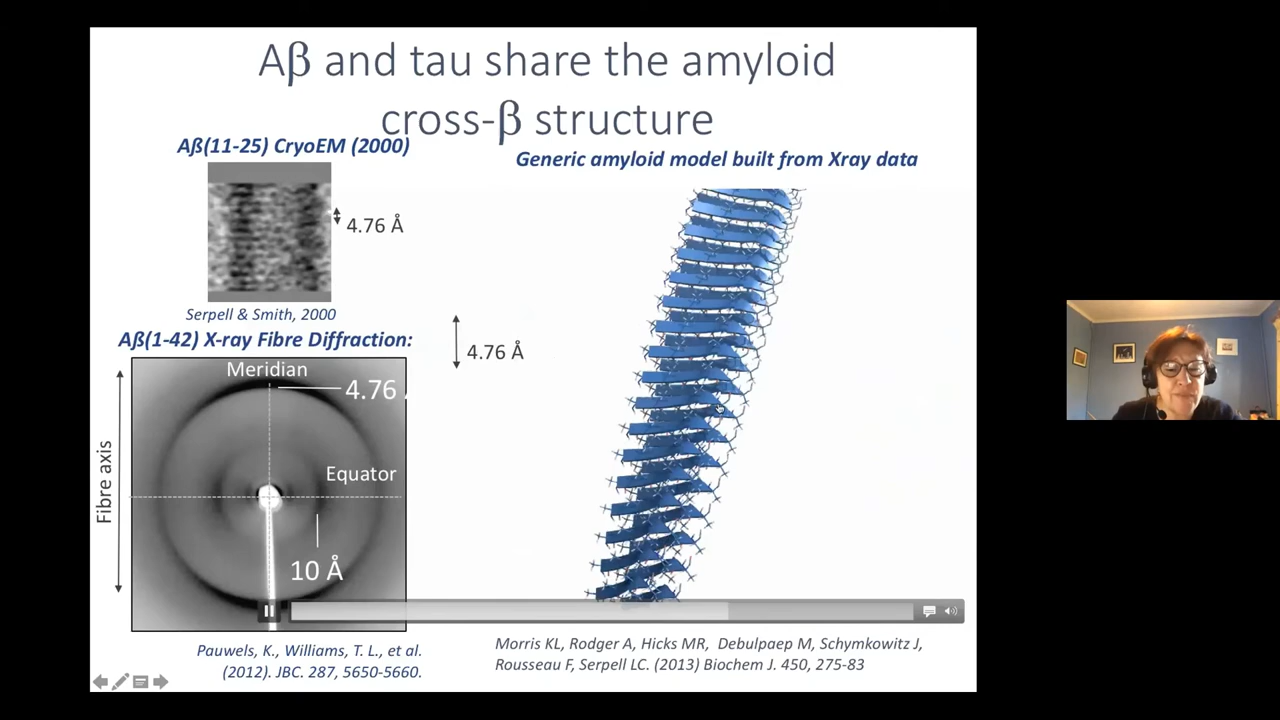 Aβ and tau share the amyloid
cross-β structure
Aß(11-25) CryoEM (2000)
Generic amyloid model built from Xray data
4.76 Å
Serpell & Smith, 2000
Aß(1-42) X-ray Fibre Diffraction:
4.76 Å
Meridian
4.76
Equator
Fibre axis
10 Å
Pauwels, K., Williams, T. L., et al.
(2012). JBC. 287, 5650-5660.
Morris KL, Rodger A, Hicks MR, Debulpaep M, Schymkowitz J,
Rousseau F, Serpell LC. (2013) Biochem J. 450, 275-83